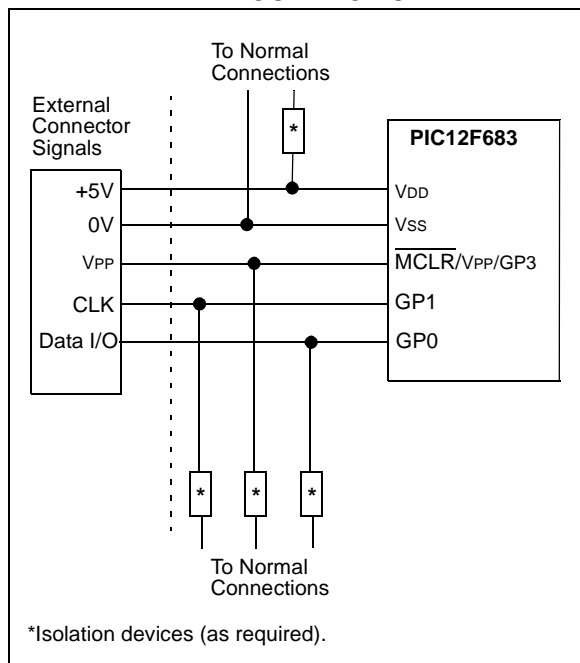 To Normal
Connections
External
Connector
Signals
*
PIC12F683
+5V
VDD
0V
VSS
VPP
MCLR/VPP/GP3
CLK
GP1
Data I/O
GP0
* * *
To Normal
Connections
*Isolation devices (as required).